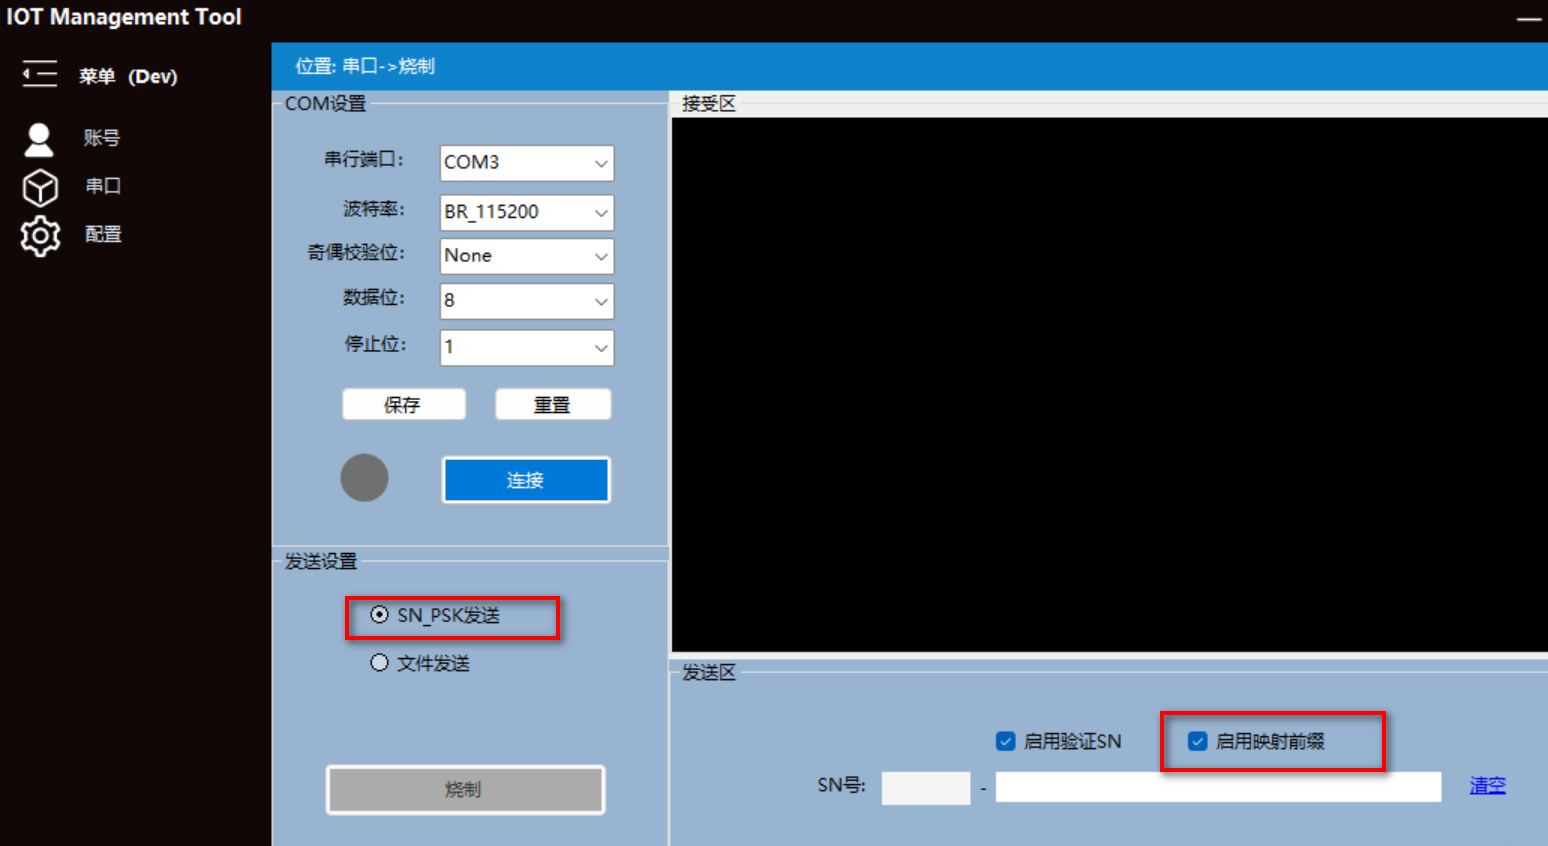 IOT Management Tool
菜单 (Dev)
账号
串口
配置
位置: 串口->烧制
COM设置
串行端口:
COM3
波特率:
BR_115200
奇偶校验位:
None
数据位:
8
停止位:
1
保存
重置
连接
发送设置
SN_PSK发送
文件发送
烧制
接受区
发送区
启用验证SN
启用映射前缀
SN号:
-
清空